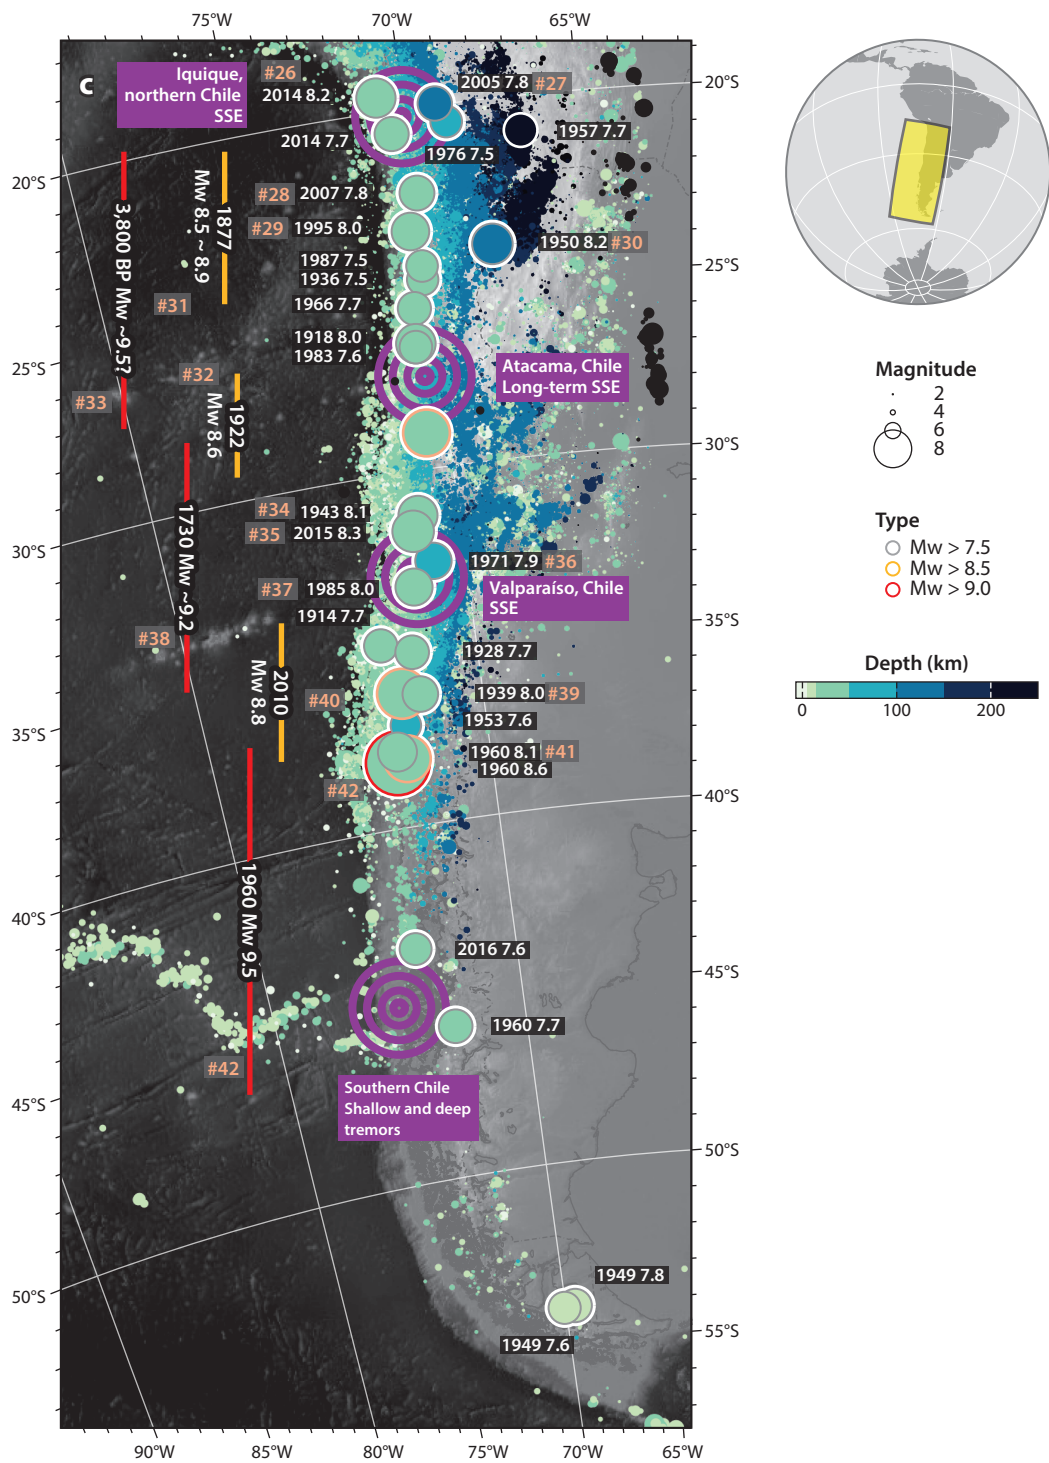 75°W
70°W
65°W
c
Iquique,
northern Chile
SSE
#26
2014 8.2
2005 7.8
#27
20°S
2014 7.7
1976 7.5
1957 7.7
20°S
#28
2007 7.8
#29
1995 8.0
1950 8.2
#30
3,800 BP Mw ~9.5?
1877
Mw 8.5 ~ 8.9
1987 7.5
1936 7.5
25°S
#31
1966 7.7
1918 8.0
1983 7.6
25°S
#32
Atacama, Chile
Long-term SSE
#33
1922
Mw 8.6
30°S
#34
1943 8.1
#35
2015 8.3
30°S
1730 Mw ~9.2
1971 7.9
#36
#37
1985 8.0
Valparaíso, Chile
SSE
1914 7.7
35°S
#38
1928 7.7
2010
Mw 8.8
#40
1939 8.0
#39
1953 7.6
35°S
1960 8.1
#41
1960 8.6
#42
40°S
1960 Mw 9.5
40°S
2016 7.6
45°S
1960 7.7
#42
Southern Chile
Shallow and deep
tremors
45°S
50°S
1949 7.8
50°S
55°S
1949 7.6
90°W
85°W
80°W
75°W
70°W
65°W
Magnitude
2
4
6
8
Type
Mw > 7.5
Mw > 8.5
Mw > 9.0
Depth (km)
0
100
200